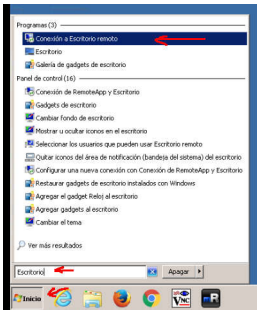 Programas (3)
Conexión a Escritorio remoto
Escritorio
Galería de gadgets de escritorio
Panel de control (16)
Conexión de RemoteApp y Escritorio
Gadgets de escritorio
Cambiar fondo de escritorio
Mostrar u ocultar iconos en el escritorio
Seleccionar los usuarios que pueden usar Escritorio remoto
Quitar iconos del área de notificación (bandeja del sistema) del escritorio
Configurar una nueva conexión con Conexión de RemoteApp y Escritorio
Restaurar gadgets de escritorio instalados con Windows
Agregar el gadget Reloj al Escritorio
Agregar gadgets al escritorio
Cambiar el tema
Ver más resultados
Escritorio
Apagar
Inicio
VNC
R